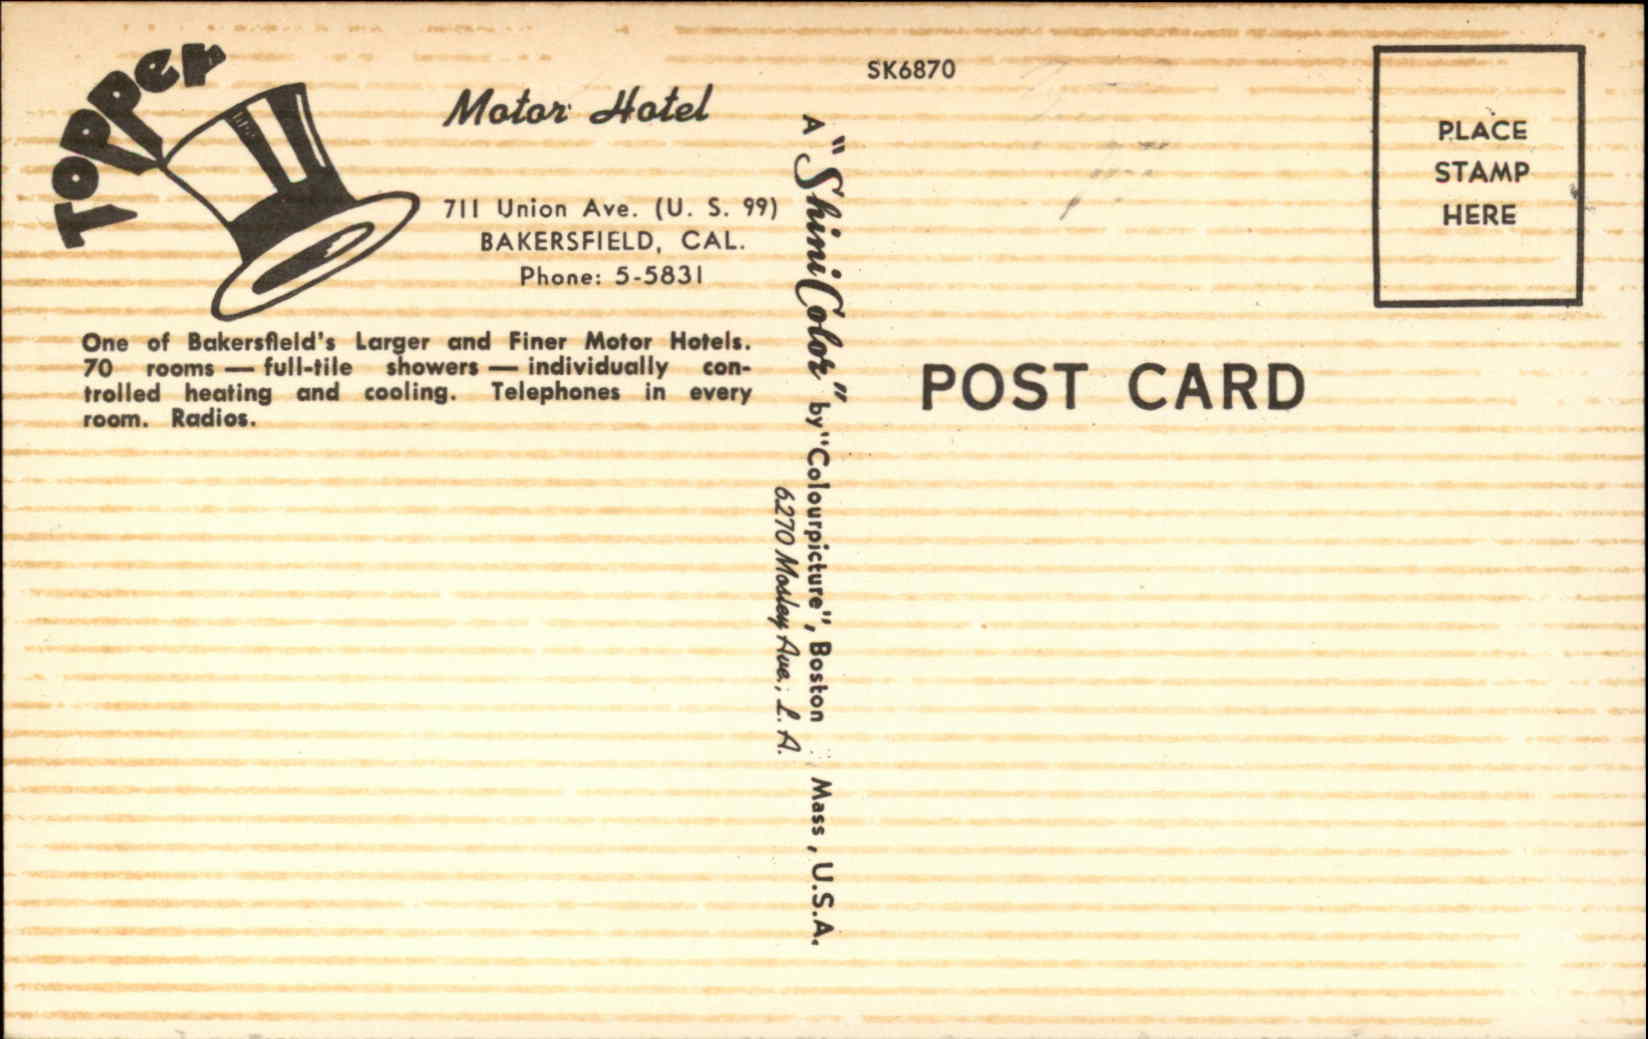 Topper
Motor Hotel
711 Union Ave. (U. S. 99)
BAKERSFIELD, CAL.
Phone: 5-5831
One of Bakersfield's Larger and Finer Motor Hotels.
70 rooms — full-tile showers — individually con-
trolled heating and cooling. Telephones in every
room. Radios.
A "ShiniColor" by "Colourpicture", Boston Mass, U.S.A.
6270 Mosley Ave., L. A.
SK6870
PLACE
STAMP
HERE
POST CARD